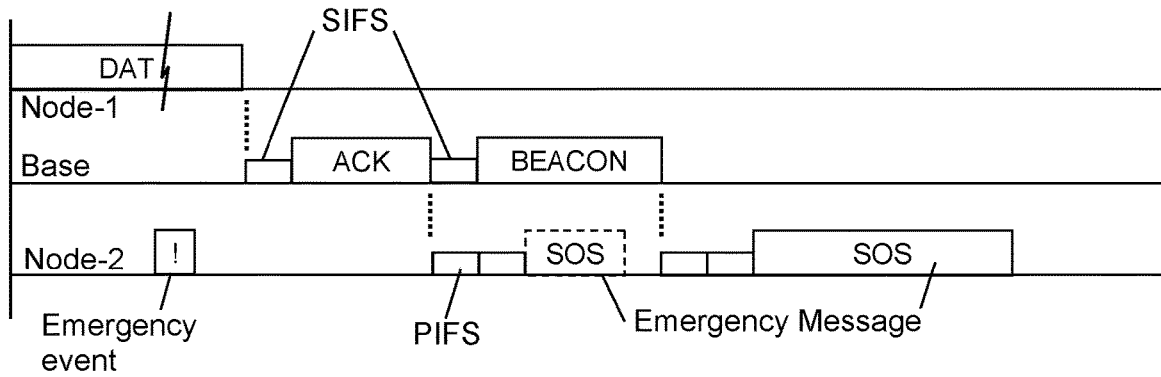 SIFS
DAT
Node-1
ACK
BEACON
Base
SOS
SOS
Node-2
!
Emergency Message
Emergency
event
PIFS